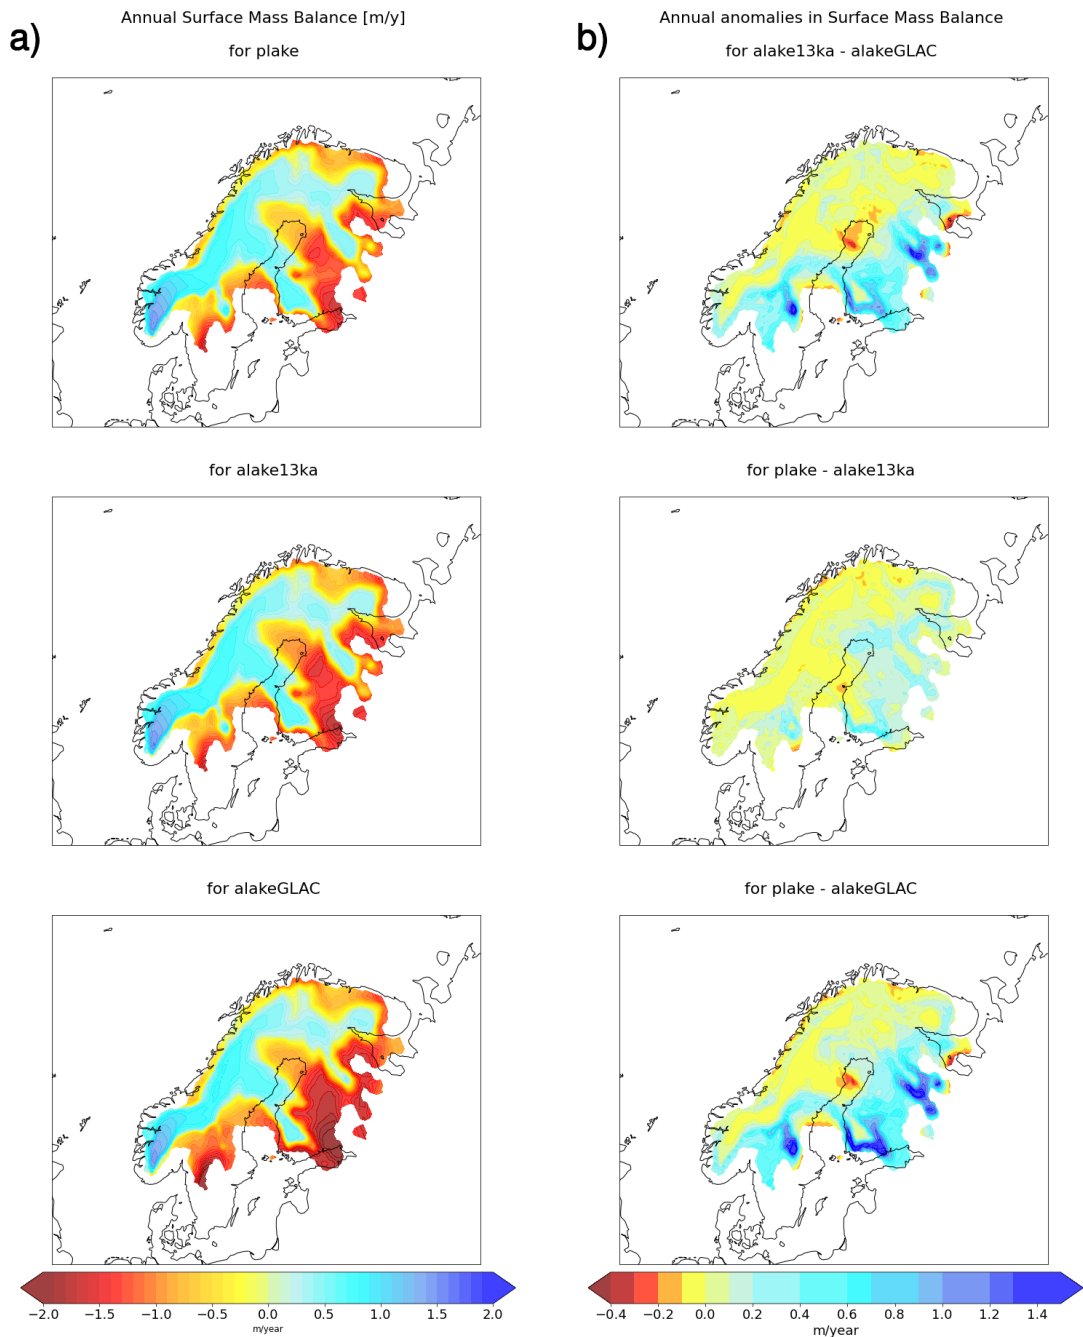 a)
Annual Surface Mass Balance [m/y]
for plake
b)
Annual anomalies in Surface Mass Balance
for alake13ka - alakeGLAC
for alake13ka
for plake - alake13ka
for alakeGLAC
for plake - alakeGLAC
−2.0 −1.5 −1.0 −0.5 0.0 0.5 1.0 1.5 2.0
m/year
−0.4 −0.2 0.0 0.2 0.4 0.6 0.8 1.0 1.2 1.4
m/year